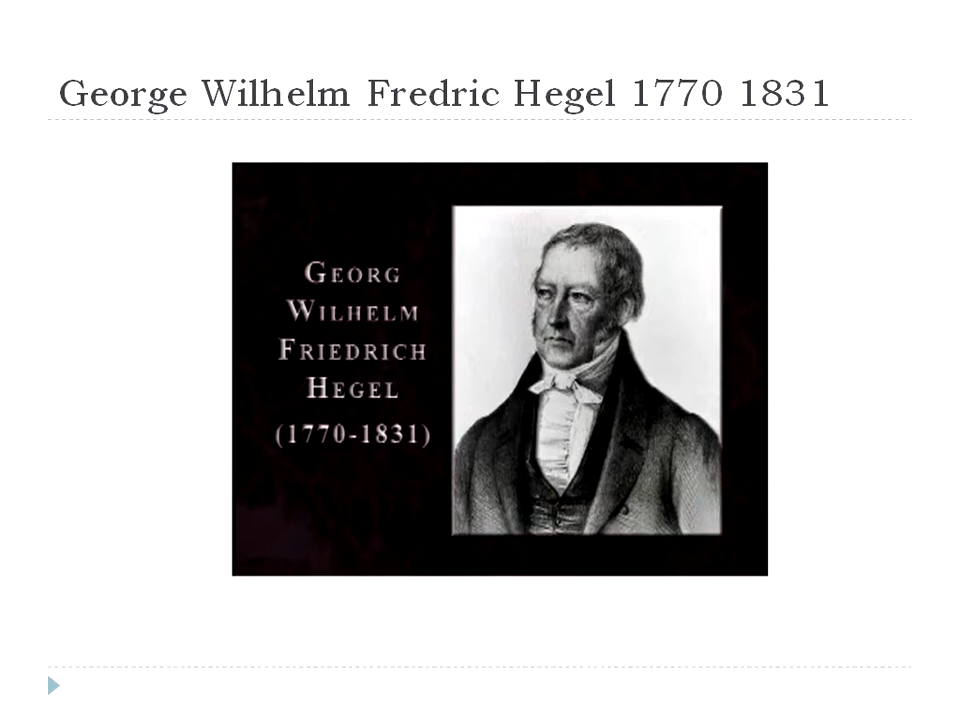 George Wilhelm Fredric Hegel 1770 1831
GEORG
WILHELM
FRIEDRICH
HEGEL
(1770-1831)